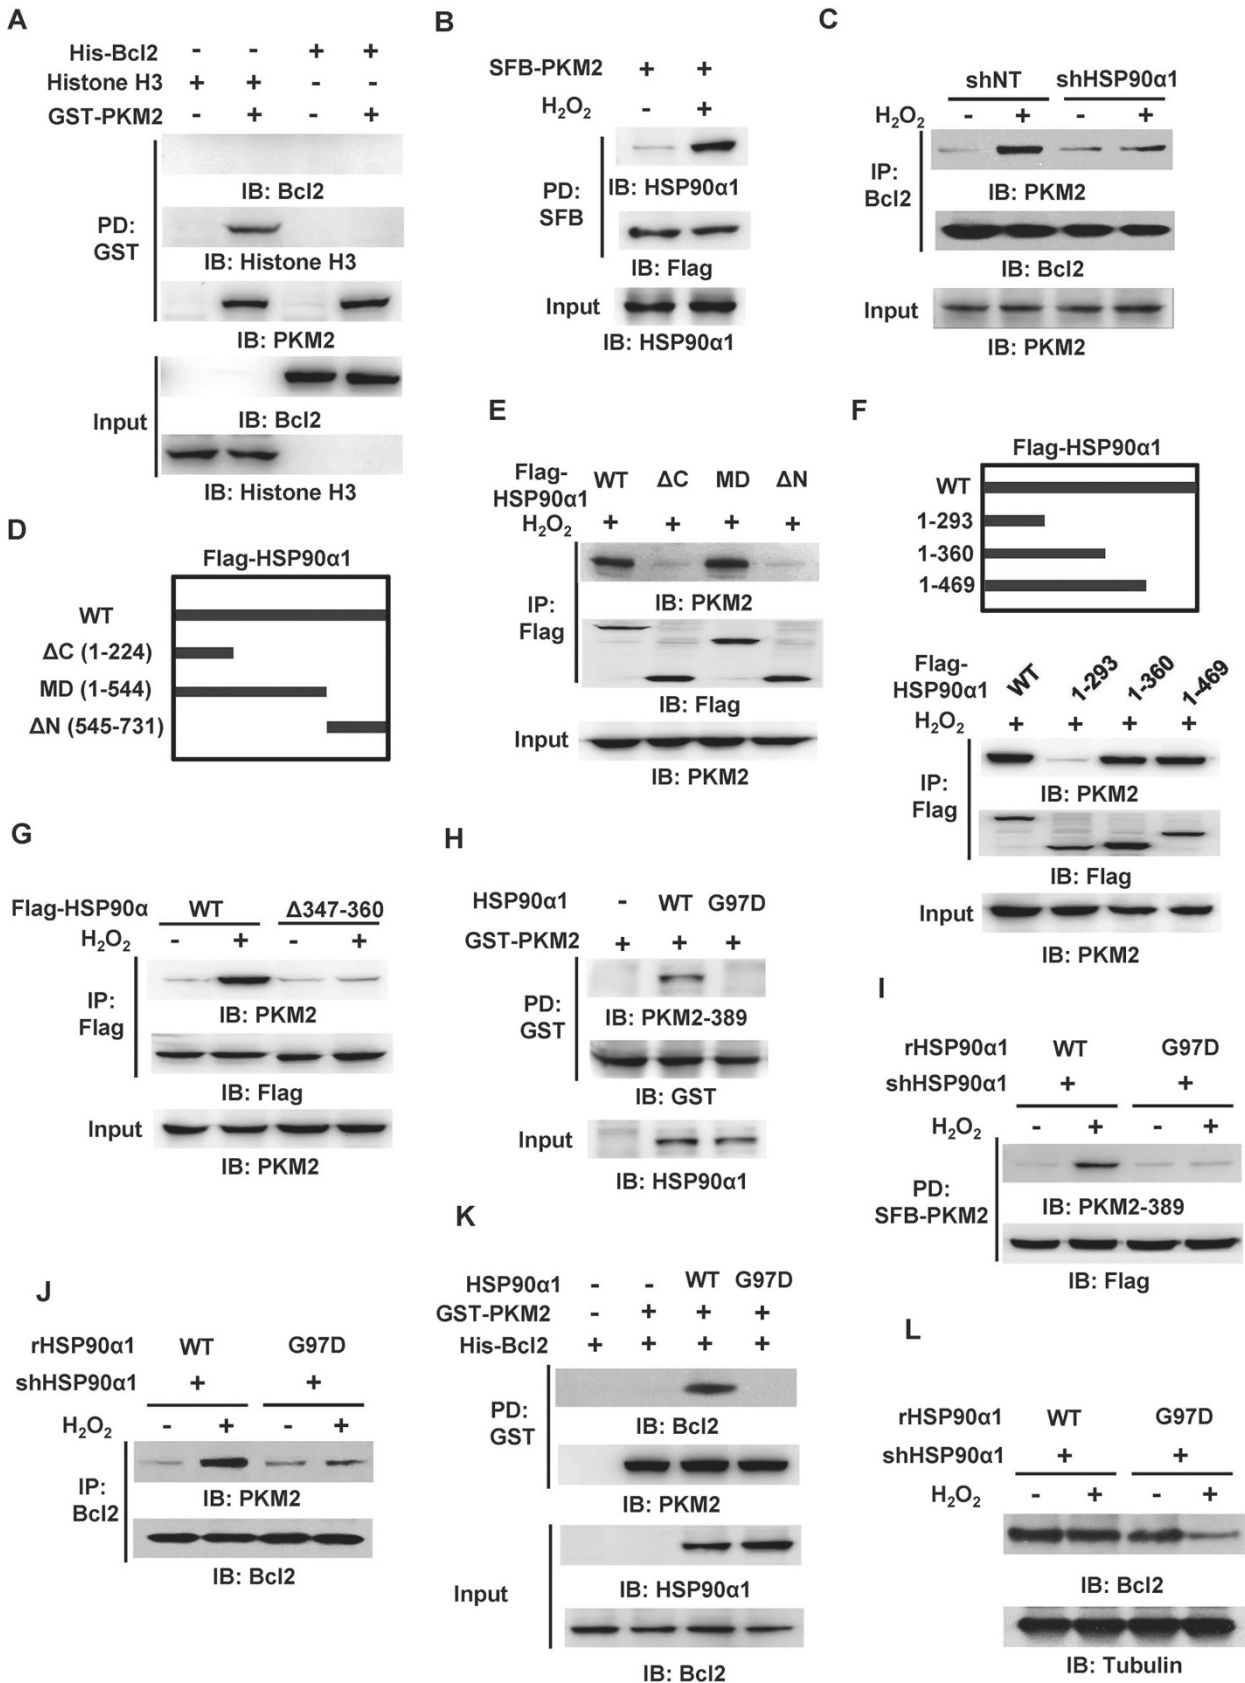 A
His-Bcl2 - - + +
Histone H3 + + - -
GST-PKM2 - + - +
PD:
GST
IB: Bcl2
IB: Histone H3
IB: PKM2
Input
IB: Bcl2
IB: Histone H3
B
SFB-PKM2 + +
H₂O₂ - +
PD:
SFB
IB: HSP90α1
IB: Flag
Input
IB: HSP90α1
C
shNT shHSP90α1
H₂O₂ - + - +
IP:
Bcl2
IB: PKM2
IB: Bcl2
Input
IB: PKM2
D
Flag-HSP90α1
WT
ΔC (1-224)
MD (1-544)
ΔN (545-731)
E
Flag-
HSP90α1
WT ΔC MD ΔN
H₂O₂ + + + +
IP:
Flag
IB: PKM2
IB: Flag
Input
IB: PKM2
F
Flag-HSP90α1
WT
1-293
1-360
1-469
Flag-
HSP90α1
WT 1-293 1-360 1-469
H₂O₂ + + + +
IP:
Flag
IB: PKM2
IB: Flag
Input
IB: PKM2
G
Flag-HSP90α WT Δ347-360
H₂O₂ - + - +
IP:
Flag
IB: PKM2
IB: Flag
Input
IB: PKM2
H
HSP90α1 - WT G97D
GST-PKM2 + + +
PD:
GST
IB: PKM2-389
IB: GST
Input
IB: HSP90α1
I
rHSP90α1 WT G97D
shHSP90α1 + +
H₂O₂ - + - +
PD:
SFB-PKM2
IB: PKM2-389
IB: Flag
J
rHSP90α1 WT G97D
shHSP90α1 + +
H₂O₂ - + - +
IP:
Bcl2
IB: PKM2
IB: Bcl2
K
HSP90α1 - - WT G97D
GST-PKM2 - + + +
His-Bcl2 + + + +
PD:
GST
IB: Bcl2
IB: PKM2
Input
IB: HSP90α1
IB: Bcl2
L
rHSP90α1 WT G97D
shHSP90α1 + +
H₂O₂ - + - +
IB: Bcl2
IB: Tubulin